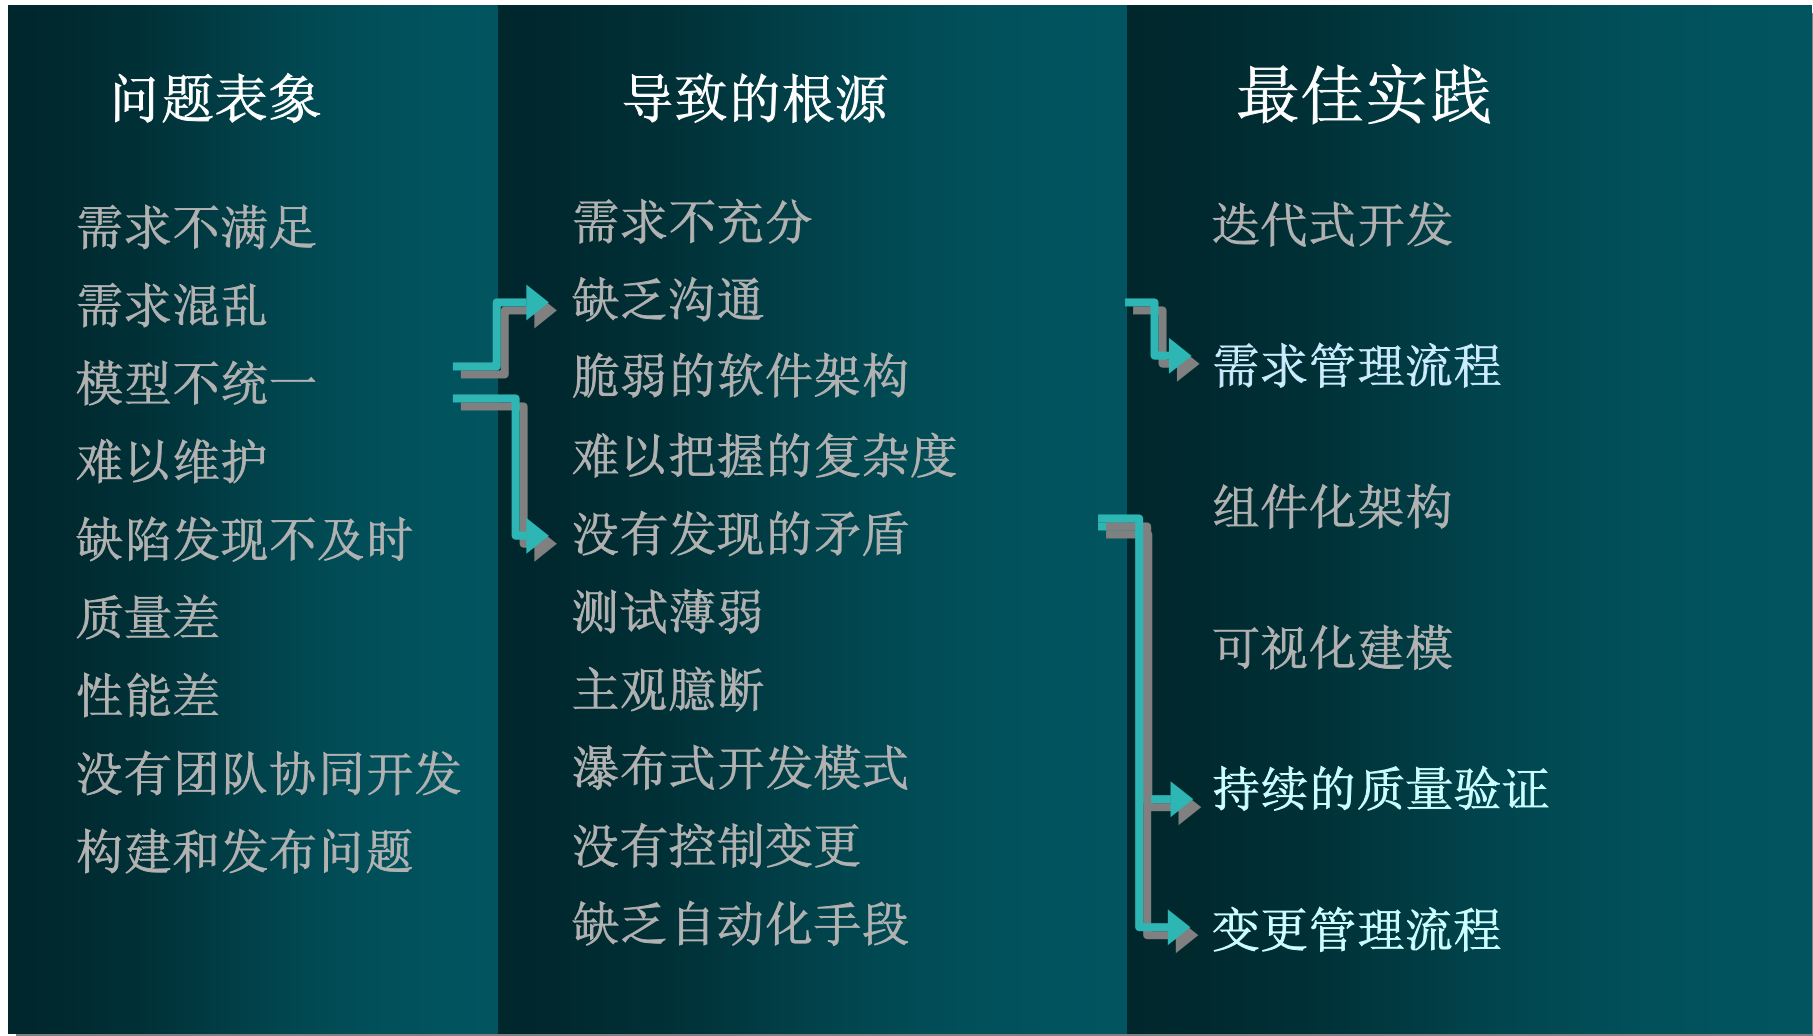 问题表象
需求不满足
需求混乱
模型不统一
难以维护
缺陷发现不及时
质量差
性能差
没有团队协同开发
构建和发布问题
导致的根源
需求不充分
缺乏沟通
脆弱的软件架构
难以把握的复杂度
没有发现的矛盾
测试薄弱
主观臆断
瀑布式开发模式
没有控制变更
缺乏自动化手段
最佳实践
迭代式开发
需求管理流程
组件化架构
可视化建模
持续的质量验证
变更管理流程